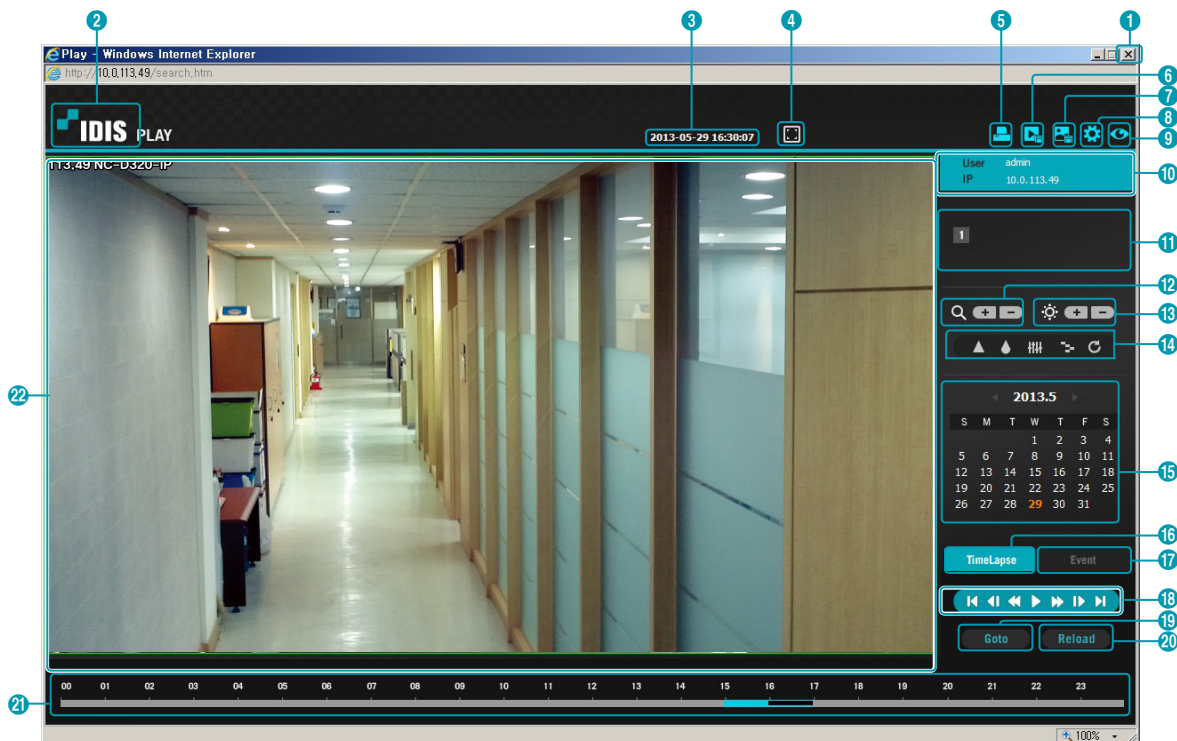 2 3 4 5 1
Play - Windows Internet Explorer
http://10.0.113.49/search.htm
6
7
8
9
IDIS PLAY
2013-05-29 16:30:07
113.49 NC-D320-IP
User admin
IP 10.0.113.49
10
1
11
12
+ -
+ -
13
14
22
2013.5
S M T W T F S
1 2 3 4
5 6 7 8 9 10 11
12 13 14 15 16 17 18
19 20 21 22 23 24 25
26 27 28 29 30 31
15
16
TimeLapse Event
17
18
19
Goto Reload
20
00 01 02 03 04 05 06 07 08 09 10 11 12 13 14 15 16 17 18 19 20 21 22 23
21
100%